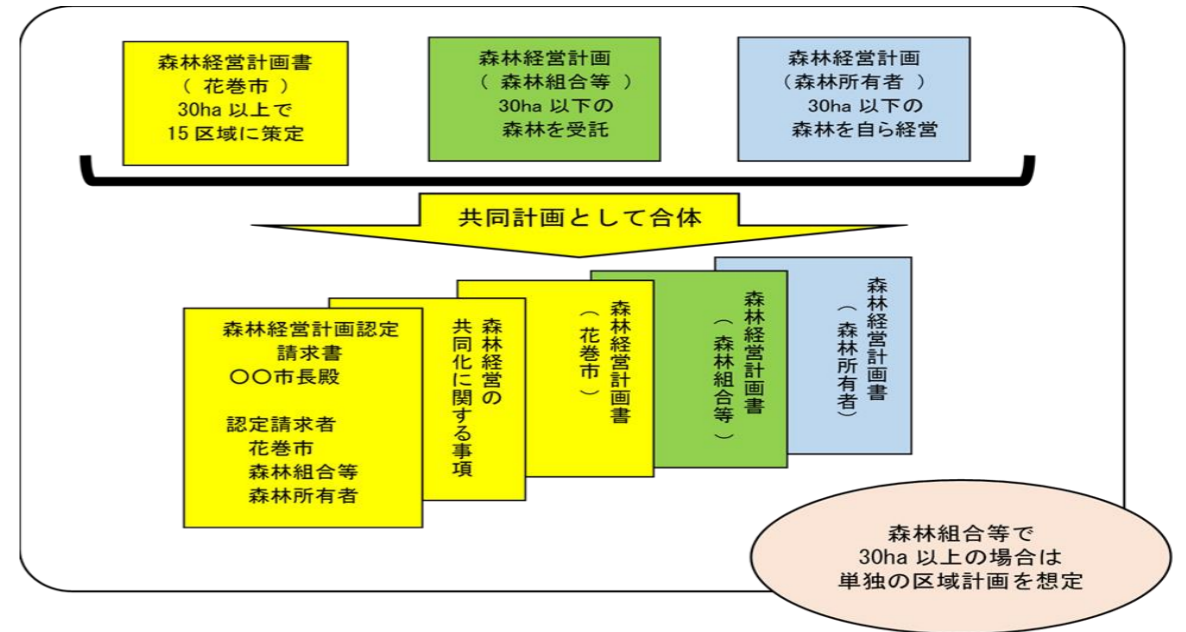 森林経営計画書
（ 花巻市 ）
30ha 以上で
15 区域に策定
森林経営計画
（ 森林組合等 ）
30ha 以下の
森林を受託
森林経営計画
（森林所有者 ）
30ha 以下の
森林を自ら経営
共同計画として合体
森林経営計画認定
請求書
〇〇市長殿
認定請求者
花巻市
森林組合等
森林所有者
森林経営の
共同化に関する事項
森林経営計画書
（ 花巻市 ）
森林経営計画書
（ 森林組合等 ）
森林経営計画書
（ 森林所有者）
森林組合等で
30ha 以上の場合は
単独の区域計画を想定